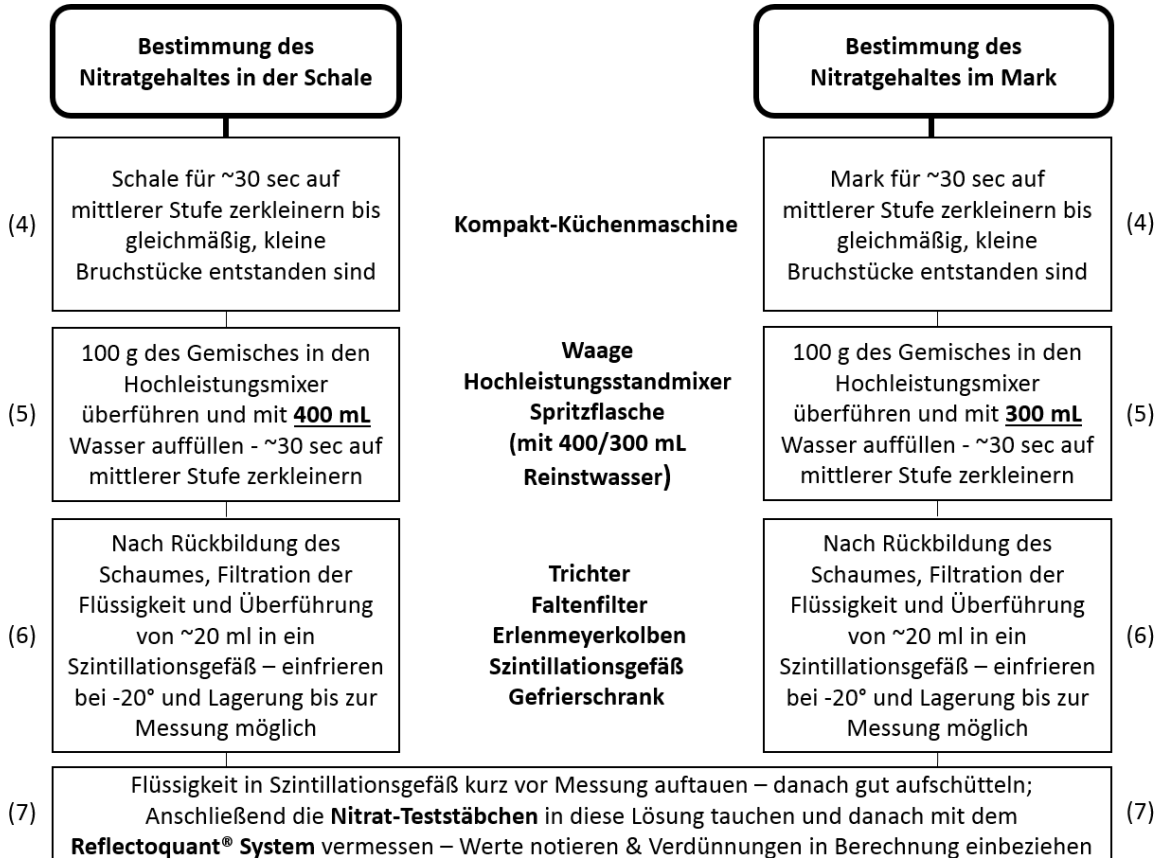 Bestimmung des
Nitratgehaltes in der Schale
Bestimmung des
Nitratgehaltes im Mark
(4)
Schale für ~30 sec auf
mittlerer Stufe zerkleinern bis
gleichmäßig, kleine
Bruchstücke entstanden sind
Kompakt-Küchenmaschine
Mark für ~30 sec auf
mittlerer Stufe zerkleinern bis
gleichmäßig, kleine
Bruchstücke entstanden sind
(4)
(5)
100 g des Gemisches in den
Hochleistungsmixer
überführen und mit 400 mL
Wasser auffüllen - ~30 sec auf
mittlerer Stufe zerkleinern
Waage
Hochleistungsstandmixer
Spritzflasche
(mit 400/300 mL
Reinstwasser)
100 g des Gemisches in den
Hochleistungsmixer
überführen und mit 300 mL
Wasser auffüllen - ~30 sec auf
mittlerer Stufe zerkleinern
(5)
(6)
Nach Rückbildung des
Schaumes, Filtration der
Flüssigkeit und Überführung
von ~20 ml in ein
Szintillationsgefäß – einfrieren
bei -20° und Lagerung bis zur
Messung möglich
Trichter
Faltenfilter
Erlenmeyerkolben
Szintillationsgefäß
Gefrierschrank
Nach Rückbildung des
Schaumes, Filtration der
Flüssigkeit und Überführung
von ~20 ml in ein
Szintillationsgefäß – einfrieren
bei -20° und Lagerung bis zur
Messung möglich
(6)
(7)
Flüssigkeit in Szintillationsgefäß kurz vor Messung auftauen – danach gut aufschütteln;
Anschließend die Nitrat-Teststäbchen in diese Lösung tauchen und danach mit dem
Reflectoquant® System vermessen – Werte notieren & Verdünnungen in Berechnung einbeziehen
(7)